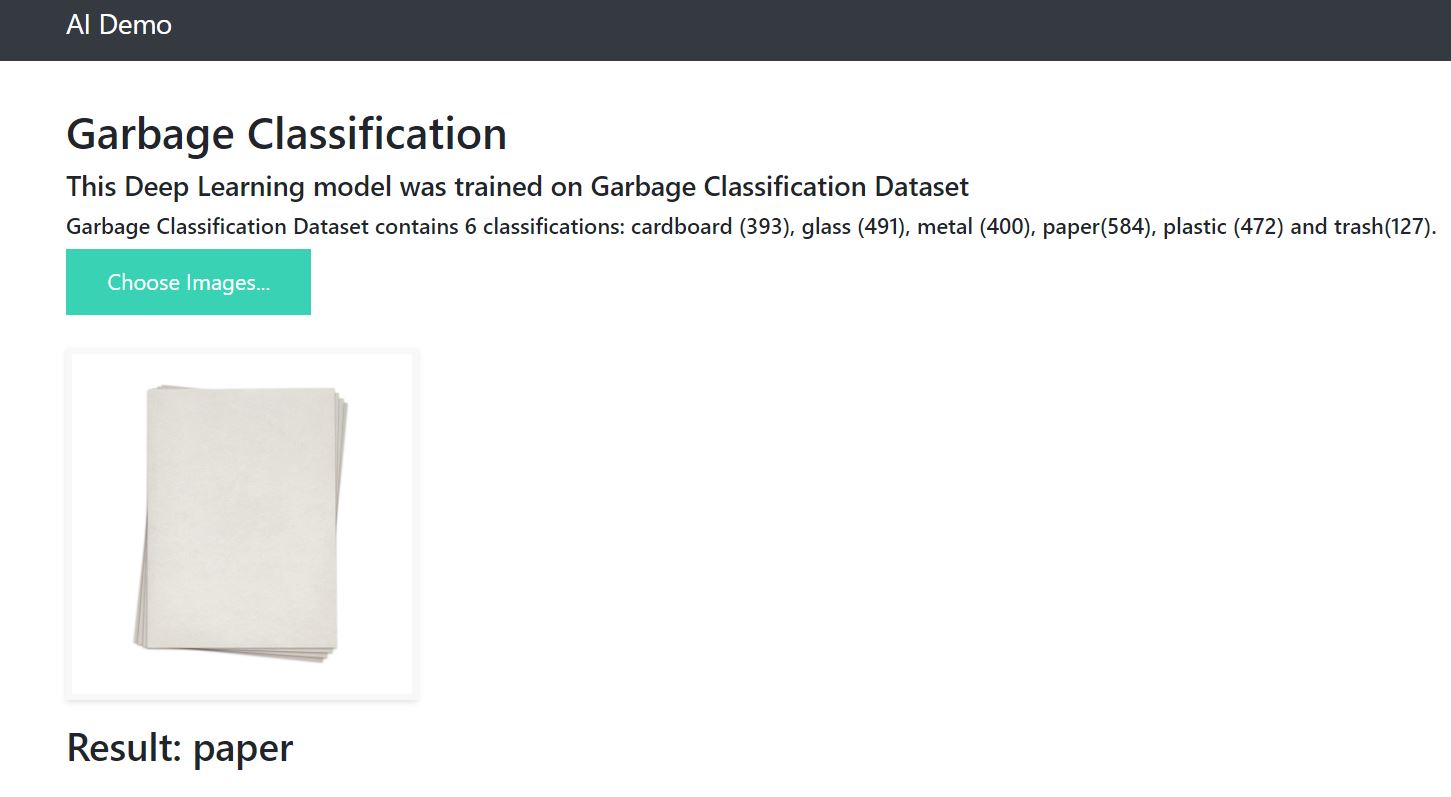 AI Demo
Garbage Classification
This Deep Learning model was trained on Garbage Classification Dataset
Garbage Classification Dataset contains 6 classifications: cardboard (393), glass (491), metal (400), paper(584), plastic (472) and trash(127).
Choose Images...
Result: paper